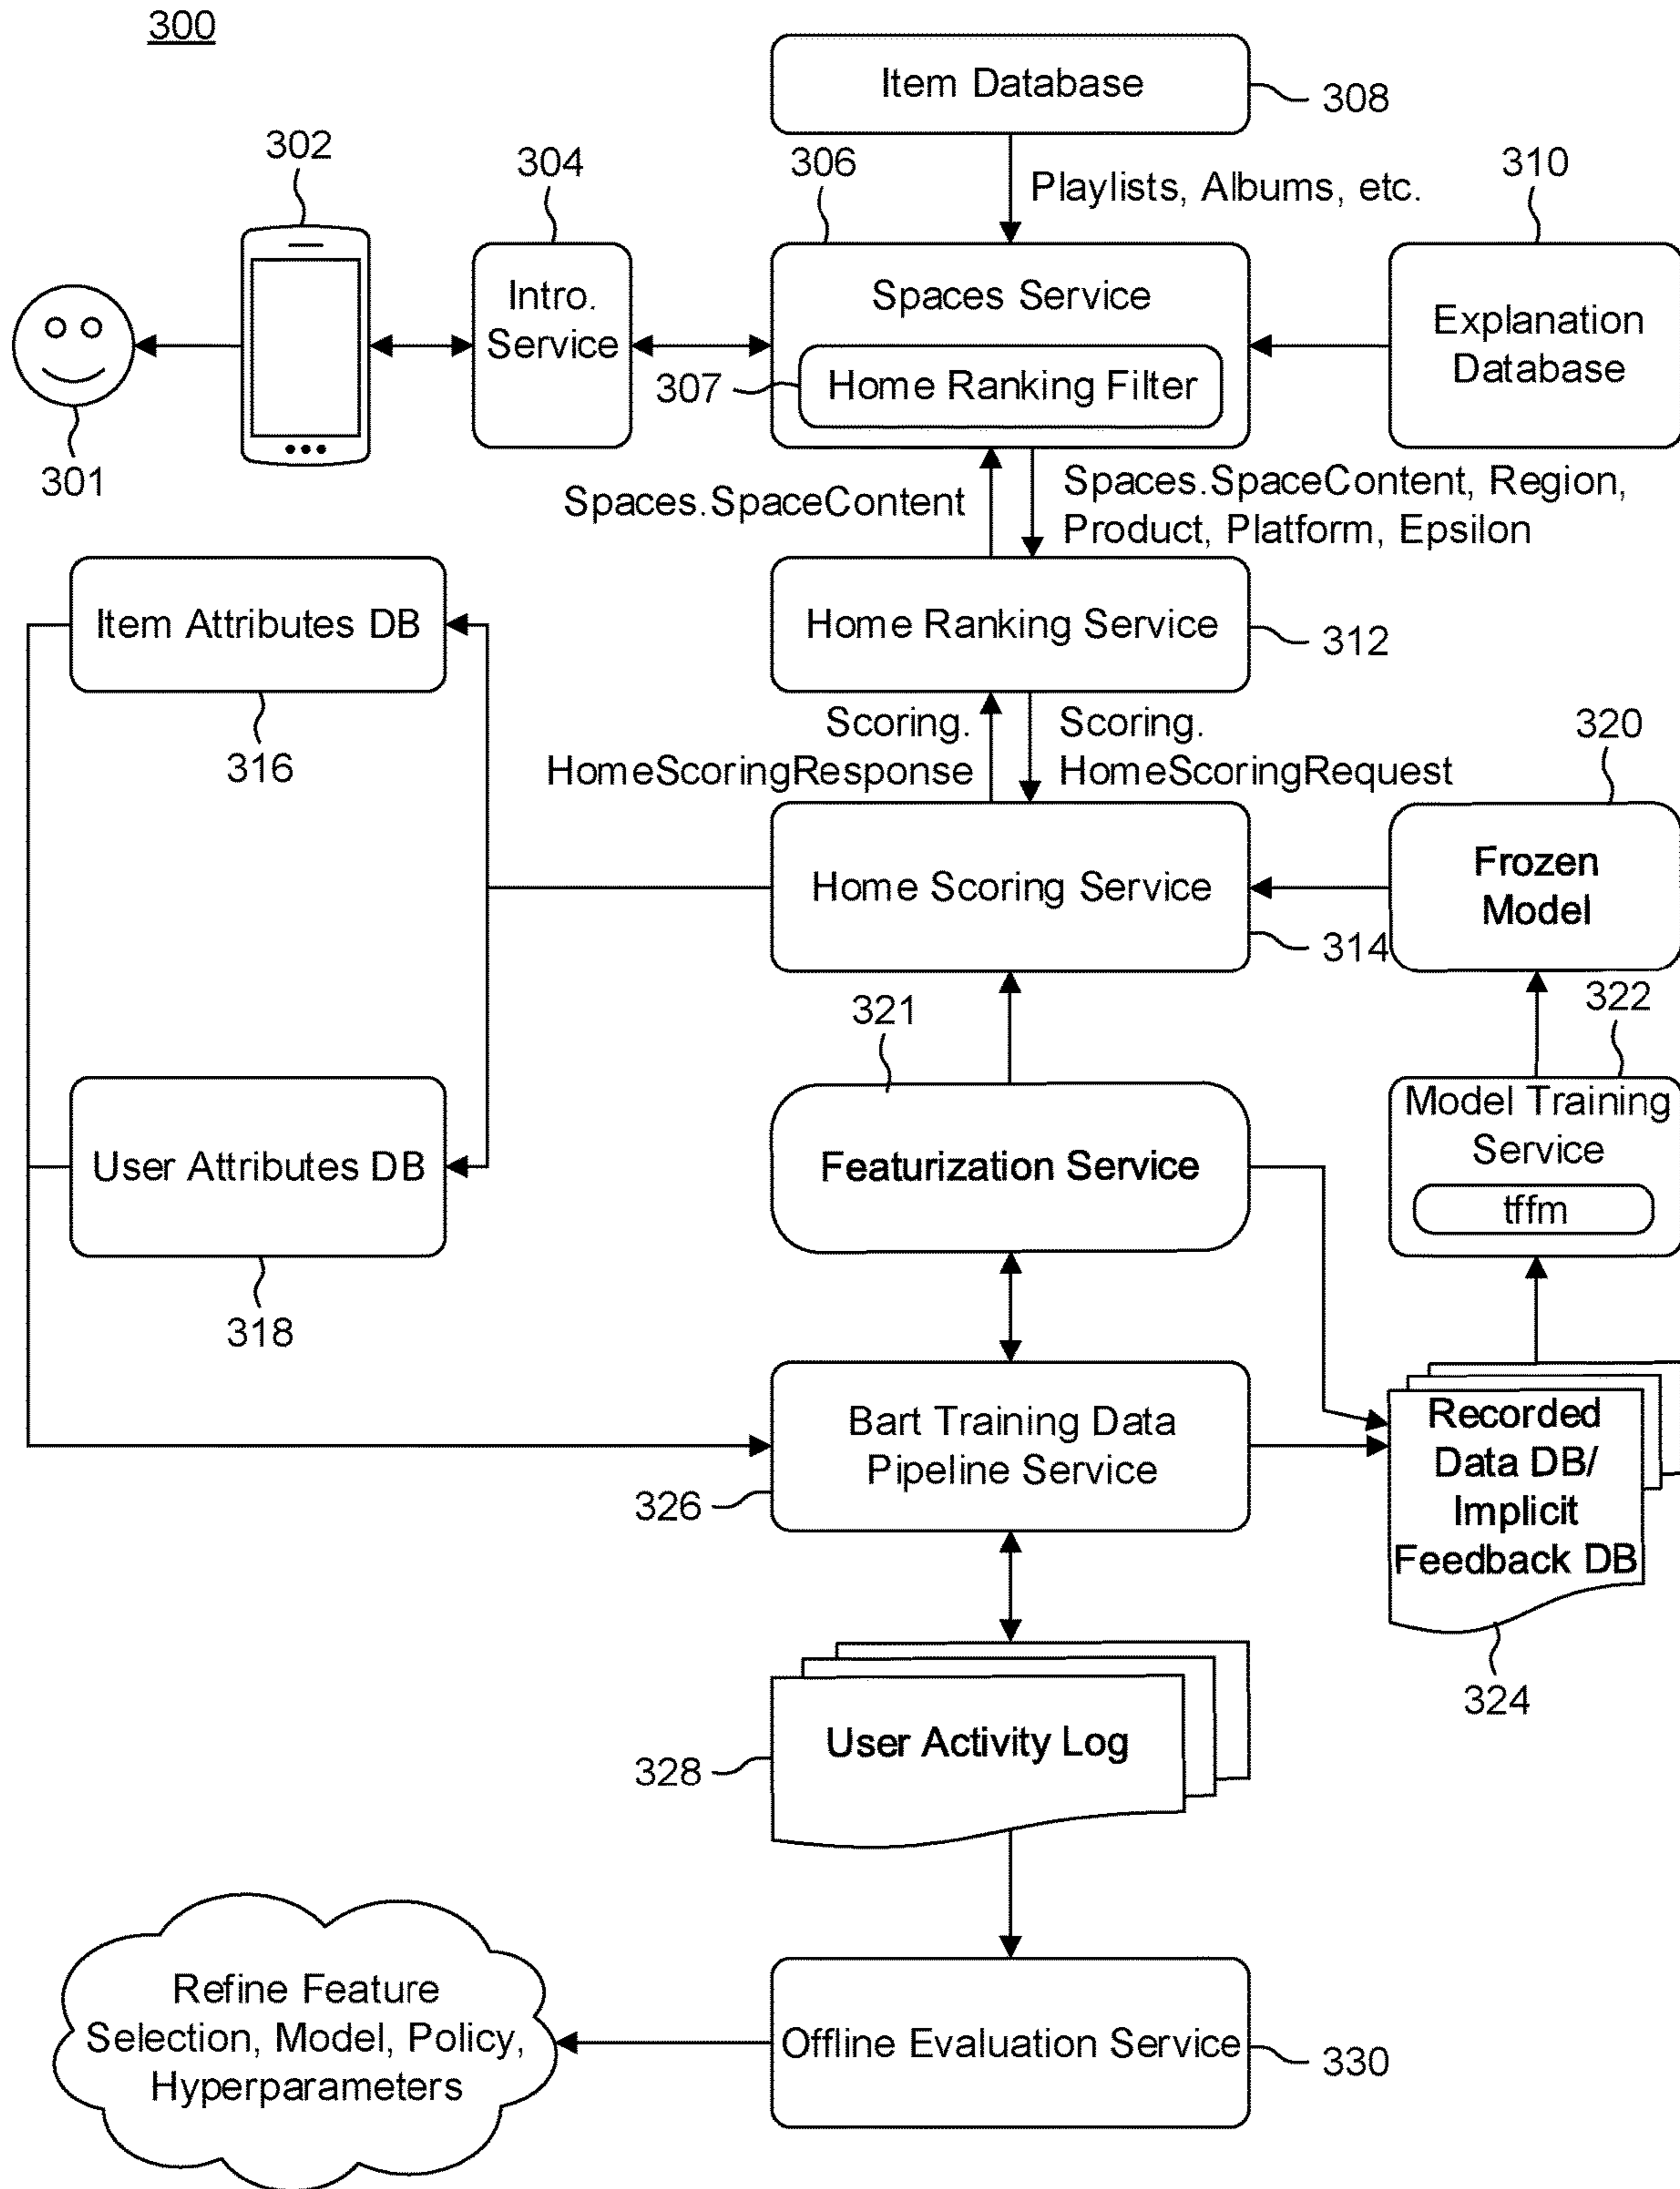 300
Item Database
308
302
304
306
Playlists, Albums, etc.
310
Intro.
Service
Spaces Service
307
Home Ranking Filter
Explanation
Database
301
Spaces.SpaceContent
Spaces.SpaceContent, Region,
Product, Platform, Epsilon
Item Attributes DB
316
Home Ranking Service
312
Scoring.
HomeScoringResponse
Scoring.
HomeScoringRequest
320
Home Scoring Service
314
Frozen
Model
321
322
User Attributes DB
318
Featurization Service
Model Training
Service
tffm
Bart Training Data
Pipeline Service
326
Recorded
Data DB/
Implicit
Feedback DB
324
User Activity Log
328
Refine Feature
Selection, Model, Policy,
Hyperparameters
Offline Evaluation Service
330